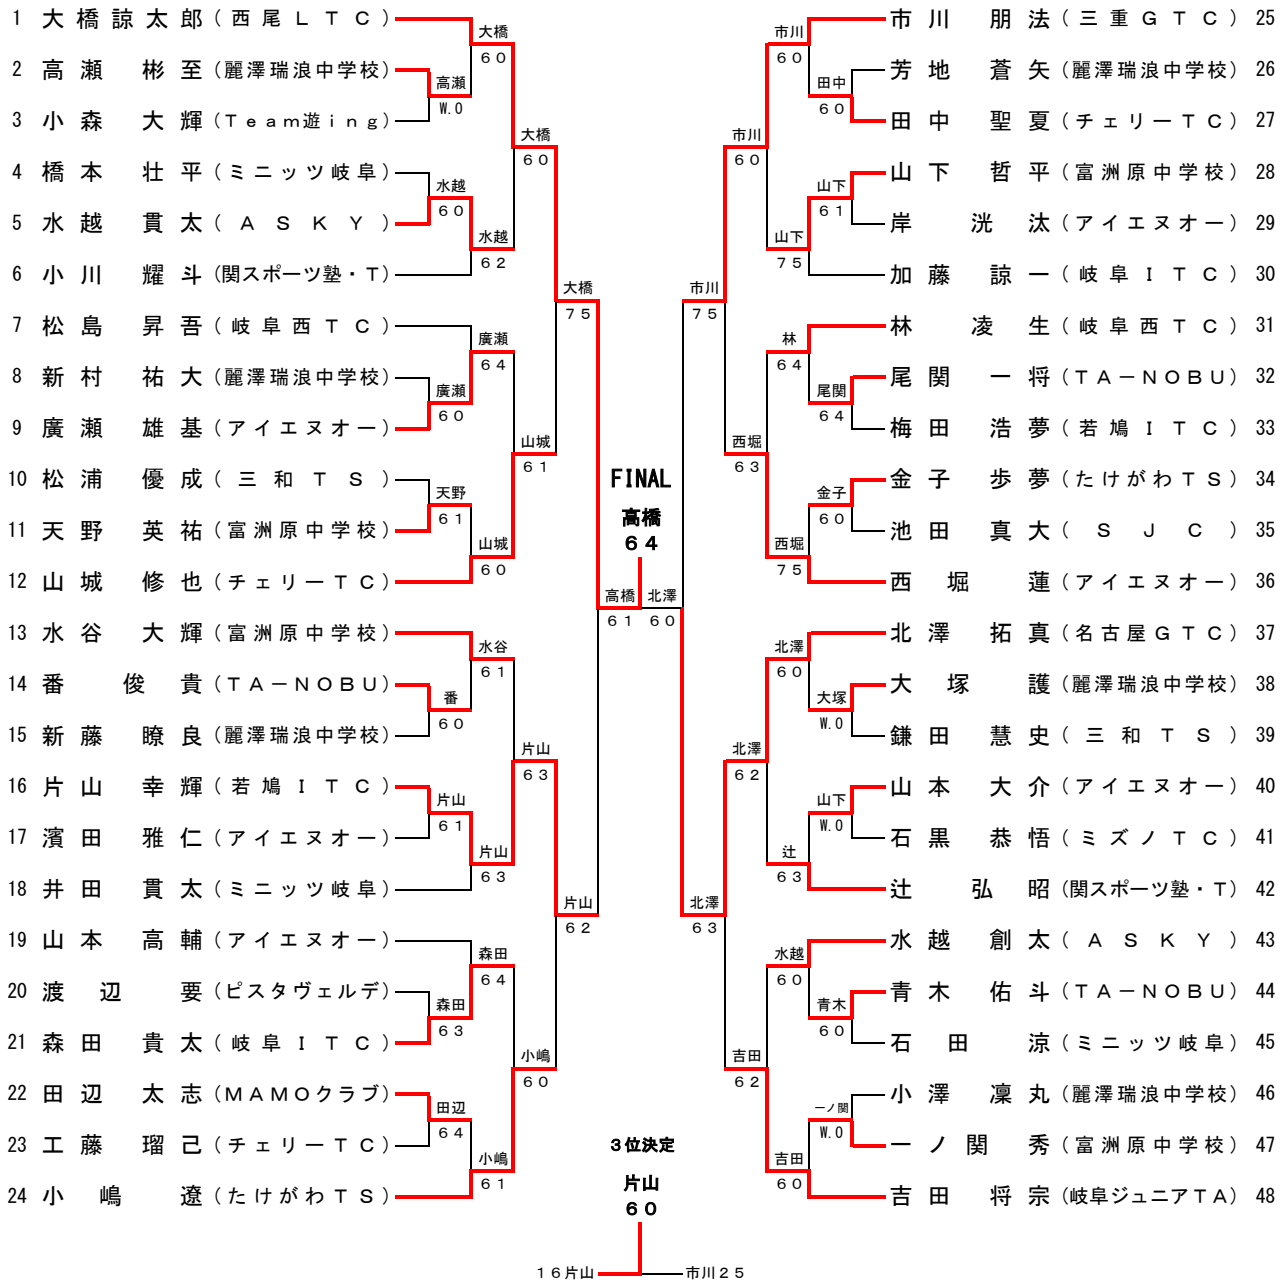 1 大橋諒太郎 (西尾LTC)
2 高瀬 彬至 (麗澤瑞浪中学校)
3 小森 大輝 (Team遊ing)
4 橋本 壮平 (ミニッツ岐阜)
5 水越 貫太 (ASKY)
6 小川 耀斗 (関スポーツ塾・T)
7 松島 昇吾 (岐阜西TC)
8 新村 祐大 (麗澤瑞浪中学校)
9 廣瀬 雄基 (アイエヌオー)
10 松浦 優成 (三和TS)
11 天野 英祐 (富洲原中学校)
12 山城 修也 (チェリーTC)
13 水谷 大輝 (富洲原中学校)
14 番 俊貴 (TA-NOBU)
15 新藤 瞭良 (麗澤瑞浪中学校)
16 片山 幸輝 (若鳩ITC)
17 濱田 雅仁 (アイエヌオー)
18 井田 貫太 (ミニッツ岐阜)
19 山本 高輔 (アイエヌオー)
20 渡辺 要 (ピスタヴェルデ)
21 森田 貴太 (岐阜ITC)
22 田辺 太志 (MAMOクラブ)
23 工藤 瑠己 (チェリーTC)
24 小嶋 遼 (たけがわTS)
高瀬
W.0
水越
60
廣瀬
60
天野
61
番
60
片山
61
森田
63
田辺
64
大橋
60
水越
62
廣瀬
64
山城
60
水谷
61
片山
63
森田
64
小嶋
61
大橋
60
山城
61
片山
63
小嶋
60
大橋
75
片山
62
高橋
61
FINAL
高橋
64
北澤
60
市川
75
北澤
63
市川
60
西堀
63
北澤
62
吉田
62
市川
60
山下
75
林
64
西堀
75
北澤
60
辻
63
水越
60
吉田
60
田中
60
山下
61
尾関
64
金子
60
大塚
W.0
山下
W.0
青木
60
一ノ関
W.0
市川 朋法 (三重GTC) 25
芳地 蒼矢 (麗澤瑞浪中学校) 26
田中 聖夏 (チェリーTC) 27
山下 哲平 (富洲原中学校) 28
岸 洸汰 (アイエヌオー) 29
加藤 諒一 (岐阜ITC) 30
林 凌生 (岐阜西TC) 31
尾関 一将 (TA-NOBU) 32
梅田 浩夢 (若鳩ITC) 33
金子 歩夢 (たけがわTS) 34
池田 真大 (SJC) 35
西堀 蓮 (アイエヌオー) 36
北澤 拓真 (名古屋GTC) 37
大塚 護 (麗澤瑞浪中学校) 38
鎌田 慧史 (三和TS) 39
山本 大介 (アイエヌオー) 40
石黒 恭悟 (ミズノTC) 41
辻 弘昭 (関スポーツ塾・T) 42
水越 創太 (ASKY) 43
青木 佑斗 (TA-NOBU) 44
石田 涼 (ミニッツ岐阜) 45
小澤 凜丸 (麗澤瑞浪中学校) 46
一ノ関 秀 (富洲原中学校) 47
吉田 将宗 (岐阜ジュニアTA) 48
3位決定
片山
60
16片山
市川25